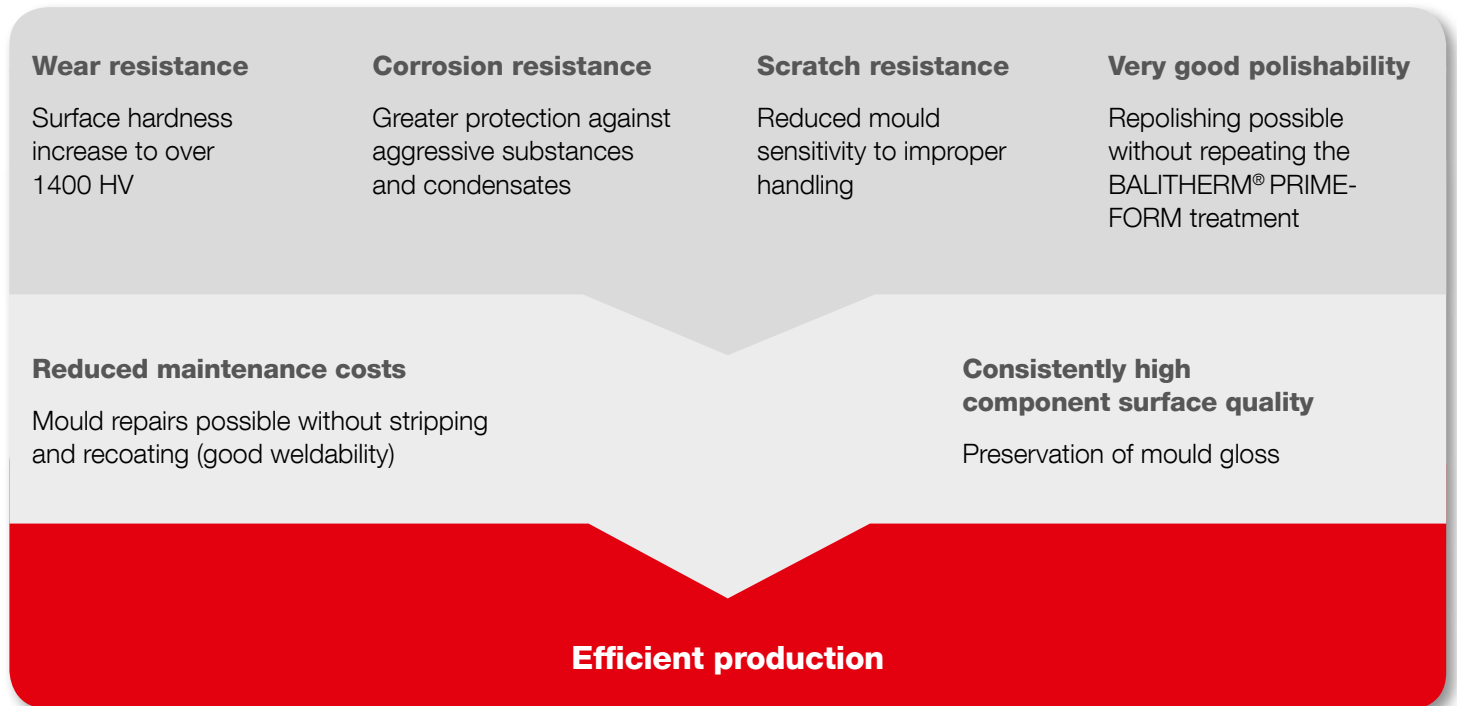 Wear resistance
Surface hardness
increase to over
1400 HV
Corrosion resistance
Greater protection against
aggressive substances
and condensates
Scratch resistance
Reduced mould
sensitivity to improper
handling
Very good polishability
Repolishing possible
without repeating the
BALITHERM® PRIME-
FORM treatment
Reduced maintenance costs
Mould repairs possible without stripping
and recoating (good weldability)
Consistently high
component surface quality
Preservation of mould gloss
Efficient production